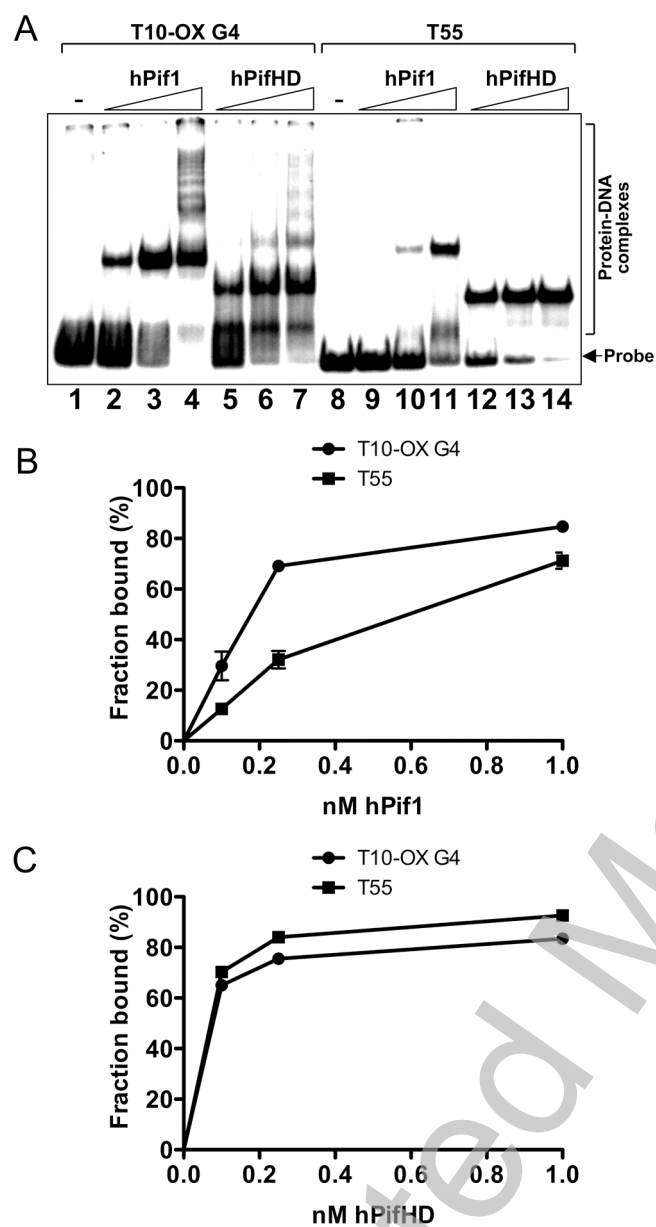 A
T10-OX G4 T55
- hPif1 hPifHD - hPif1 hPifHD
Protein-DNA
complexes
Probe
1 2 3 4 5 6 7 8 9 10 11 12 13 14
B
T10-OX G4
T55
100
80
60
40
20
0
Fraction bound (%)
0.0 0.2 0.4 0.6 0.8 1.0
nM hPif1
C
T10-OX G4
T55
100
80
60
40
20
0
Fraction bound (%)
0.0 0.2 0.4 0.6 0.8 1.0
nM hPifHD
ted M